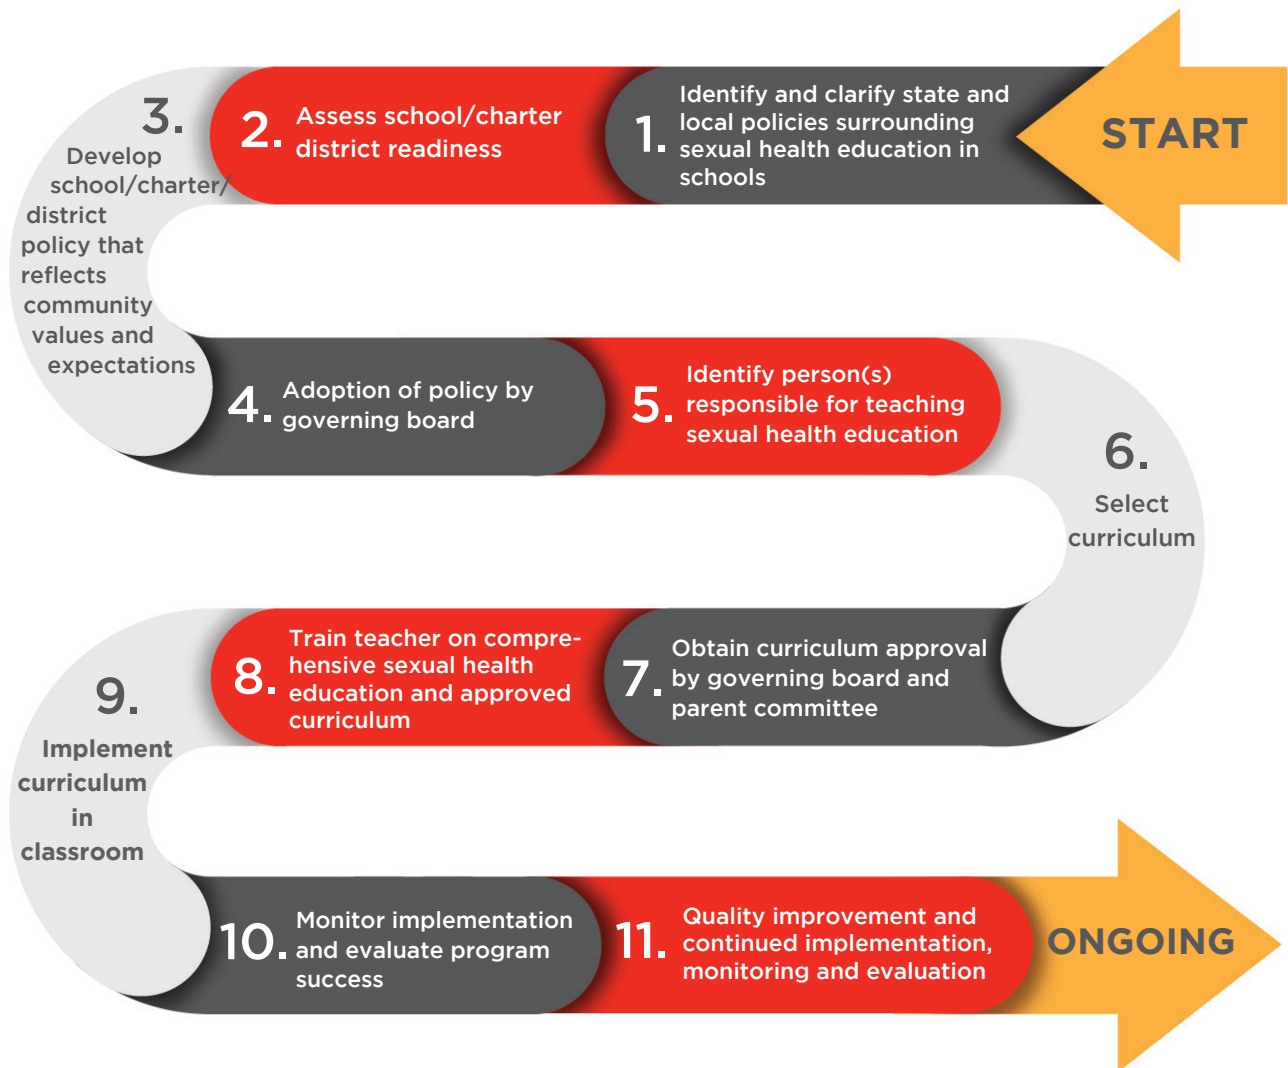 START
1.
Identify and clarify state and
local policies surrounding
sexual health education in
schools
2.
Assess school/charter
district readiness
3.
Develop
school/charter/
district
policy that
reflects
community
values and
expectations
4.
Adoption of policy by
governing board
5.
Identify person(s)
responsible for teaching
sexual health education
6.
Select
curriculum
7.
Obtain curriculum approval
by governing board and
parent committee
8.
Train teacher on compre-
hensive sexual health
education and approved
curriculum
9.
Implement
curriculum
in
classroom
10.
Monitor implementation
and evaluate program
success
11.
Quality improvement and
continued implementation,
monitoring and evaluation
ONGOING